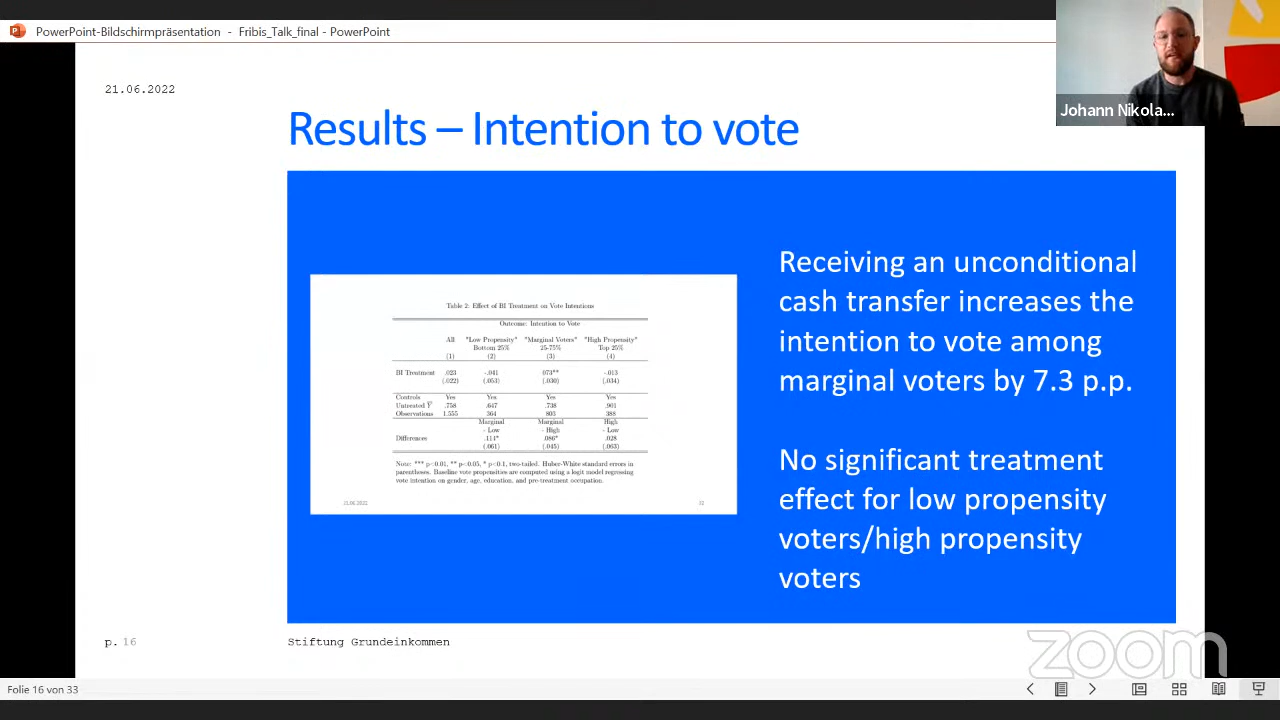 PowerPoint-Bildschirmpräsentation - Fribis_Talk_final - PowerPoint
Johann Nikola...
21.06.2022
Results – Intention to vote
Table 2: Effect of BI Treatment on Vote Intentions
Outcome: Intention to Vote
All "Low Propensity" "Marginal Voters" "High Propensity"
Bottom 25% 25-75% Top 25%
(1) (2) (3) (4)
BI Treatment .023 -.041 .073** -.013
(.022) (.053) (.030) (.034)
Controls Yes Yes Yes Yes
Untreated Y̅ .758 .647 .738 .901
Observations 1.555 364 803 388
Marginal Marginal High
- Low - High - Low
Differences .114* .086* .028
(.061) (.045) (.063)
Note: *** p<0.01, ** p<0.05, * p<0.1, two-tailed. Huber-White standard errors in
parentheses. Baseline vote propensities are computed using a logit model regressing
vote intention on gender, age, education, and pre-treatment occupation.
21.06.2022
Receiving an unconditional
cash transfer increases the
intention to vote among
marginal voters by 7.3 p.p.
No significant treatment
effect for low propensity
voters/high propensity
voters
p. 16
Stiftung Grundeinkommen
zoom
Folie 16 von 33